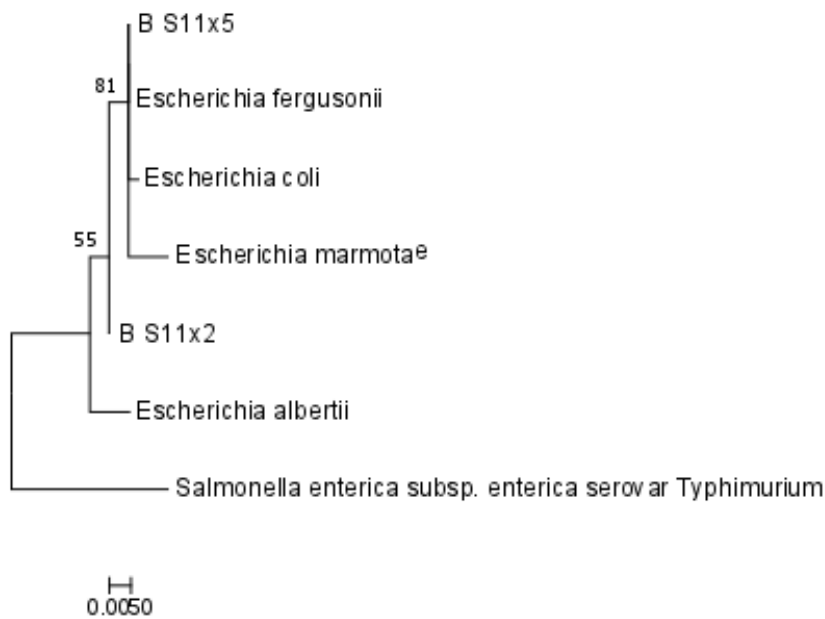 B S11x5
81
Escherichia fergusonii
Escherichia coli
55
Escherichia marmotae
B S11x2
Escherichia albertii
Salmonella enterica subsp. enterica serovar Typhimurium
0.0050